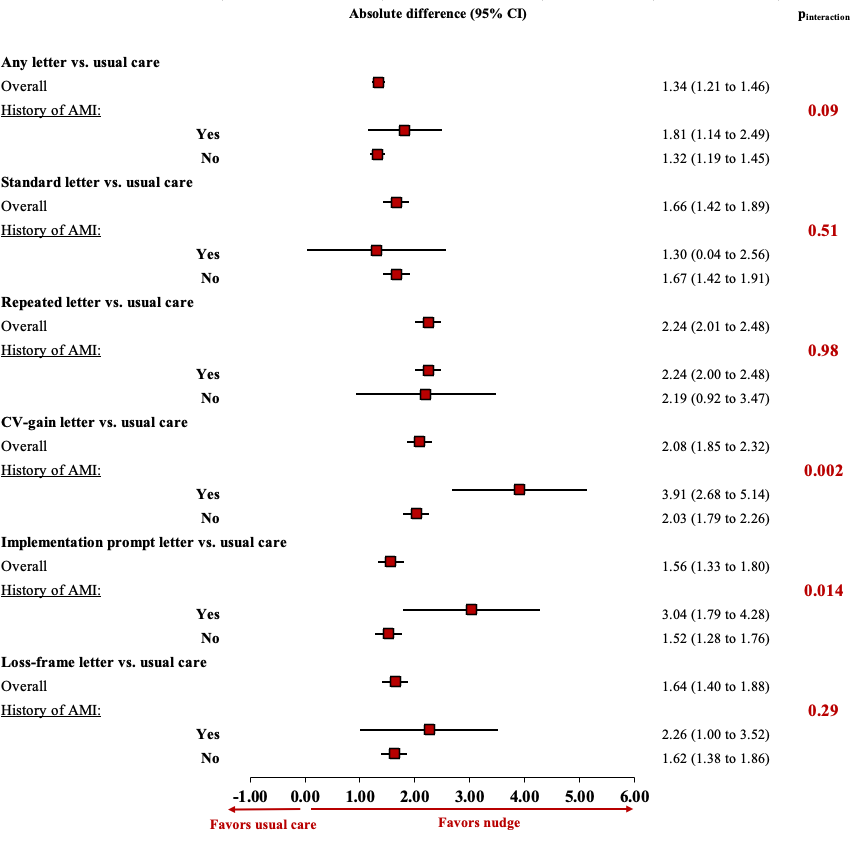 Absolute difference (95% CI) pinteraction
Any letter vs. usual care
Overall 1.34 (1.21 to 1.46)
History of AMI: 0.09
Yes 1.81 (1.14 to 2.49)
No 1.32 (1.19 to 1.45)
Standard letter vs. usual care
Overall 1.66 (1.42 to 1.89)
History of AMI: 0.51
Yes 1.30 (0.04 to 2.56)
No 1.67 (1.42 to 1.91)
Repeated letter vs. usual care
Overall 2.24 (2.01 to 2.48)
History of AMI: 0.98
Yes 2.24 (2.00 to 2.48)
No 2.19 (0.92 to 3.47)
CV-gain letter vs. usual care
Overall 2.08 (1.85 to 2.32)
History of AMI: 0.002
Yes 3.91 (2.68 to 5.14)
No 2.03 (1.79 to 2.26)
Implementation prompt letter vs. usual care
Overall 1.56 (1.33 to 1.80)
History of AMI: 0.014
Yes 3.04 (1.79 to 4.28)
No 1.52 (1.28 to 1.76)
Loss-frame letter vs. usual care
Overall 1.64 (1.40 to 1.88)
History of AMI: 0.29
Yes 2.26 (1.00 to 3.52)
No 1.62 (1.38 to 1.86)
-1.00 0.00 1.00 2.00 3.00 4.00 5.00 6.00
Favors usual care Favors nudge